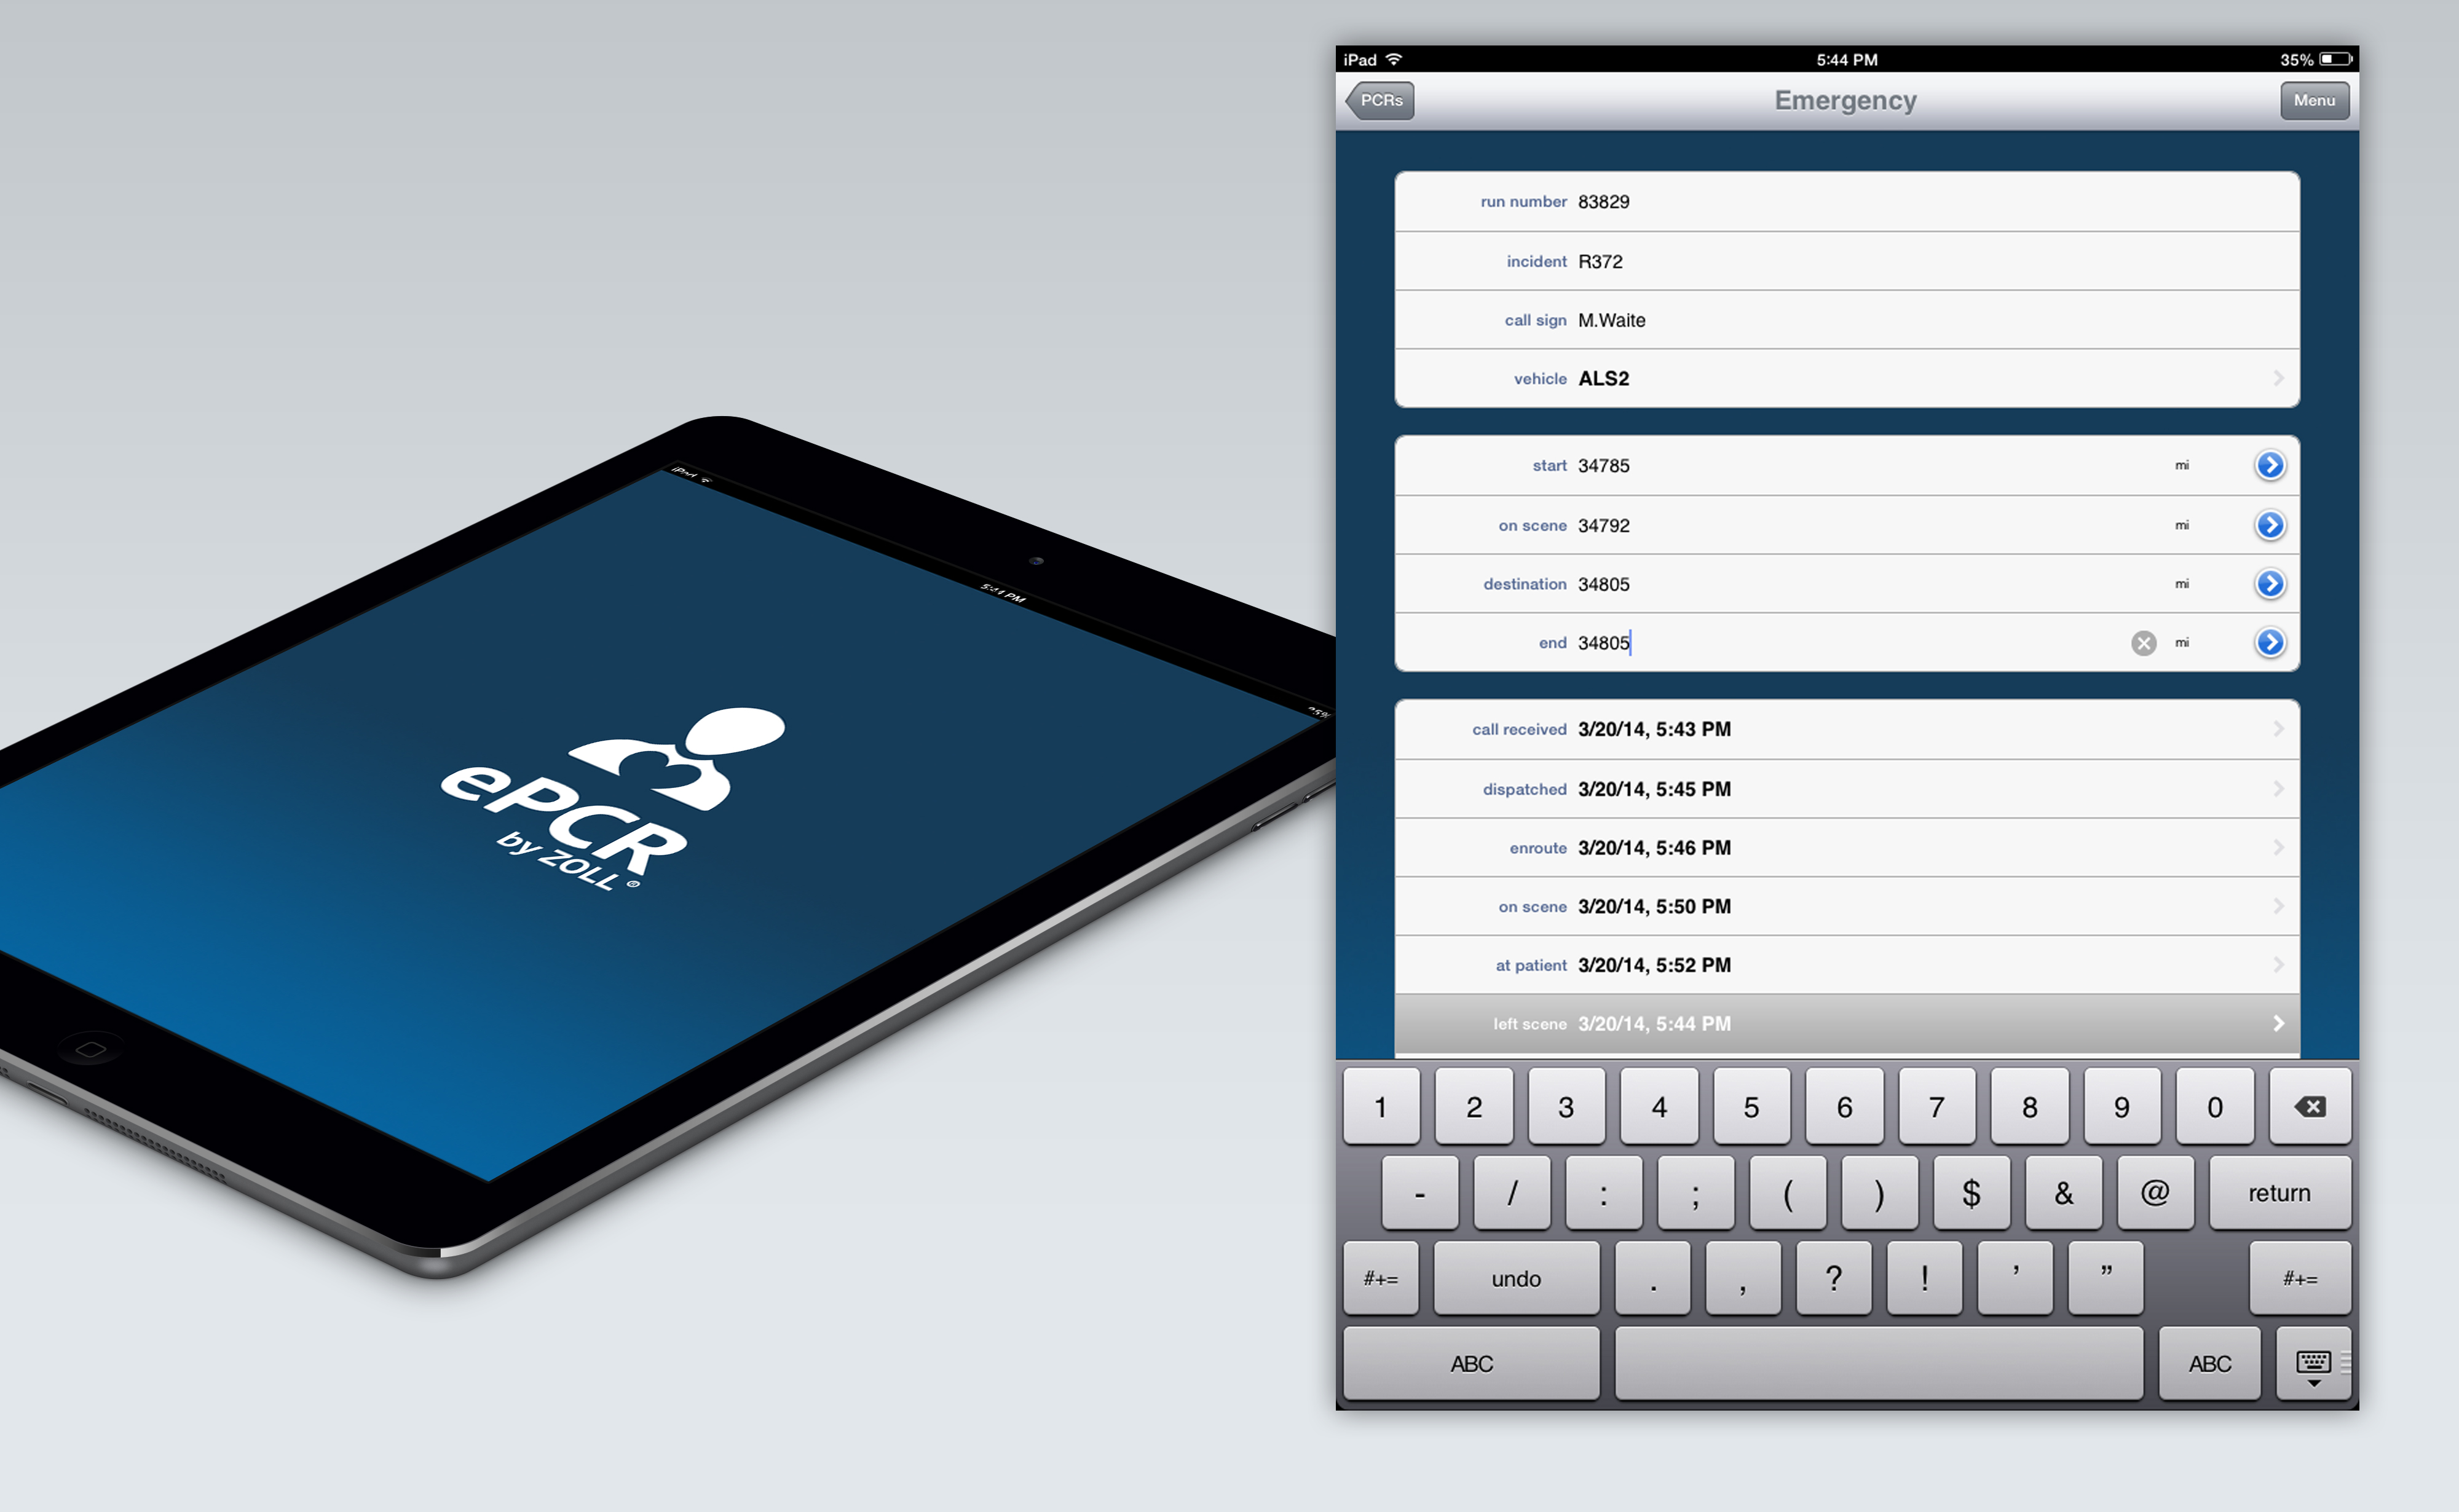 iPad
5:44 PM
35%
ePCR
by ZOLL®
iPad 5:44 PM 35%
PCRs Emergency Menu
run number 83829
incident R372
call sign M.Waite
vehicle ALS2
start 34785 mi
on scene 34792 mi
destination 34805 mi
end 34805 mi
call received 3/20/14, 5:43 PM
dispatched 3/20/14, 5:45 PM
enroute 3/20/14, 5:46 PM
on scene 3/20/14, 5:50 PM
at patient 3/20/14, 5:52 PM
left scene 3/20/14, 5:44 PM
1 2 3 4 5 6 7 8 9 0
- / : ; ( ) $ & @ return
#+= undo . , ? ! ’ ” #+=
ABC ABC